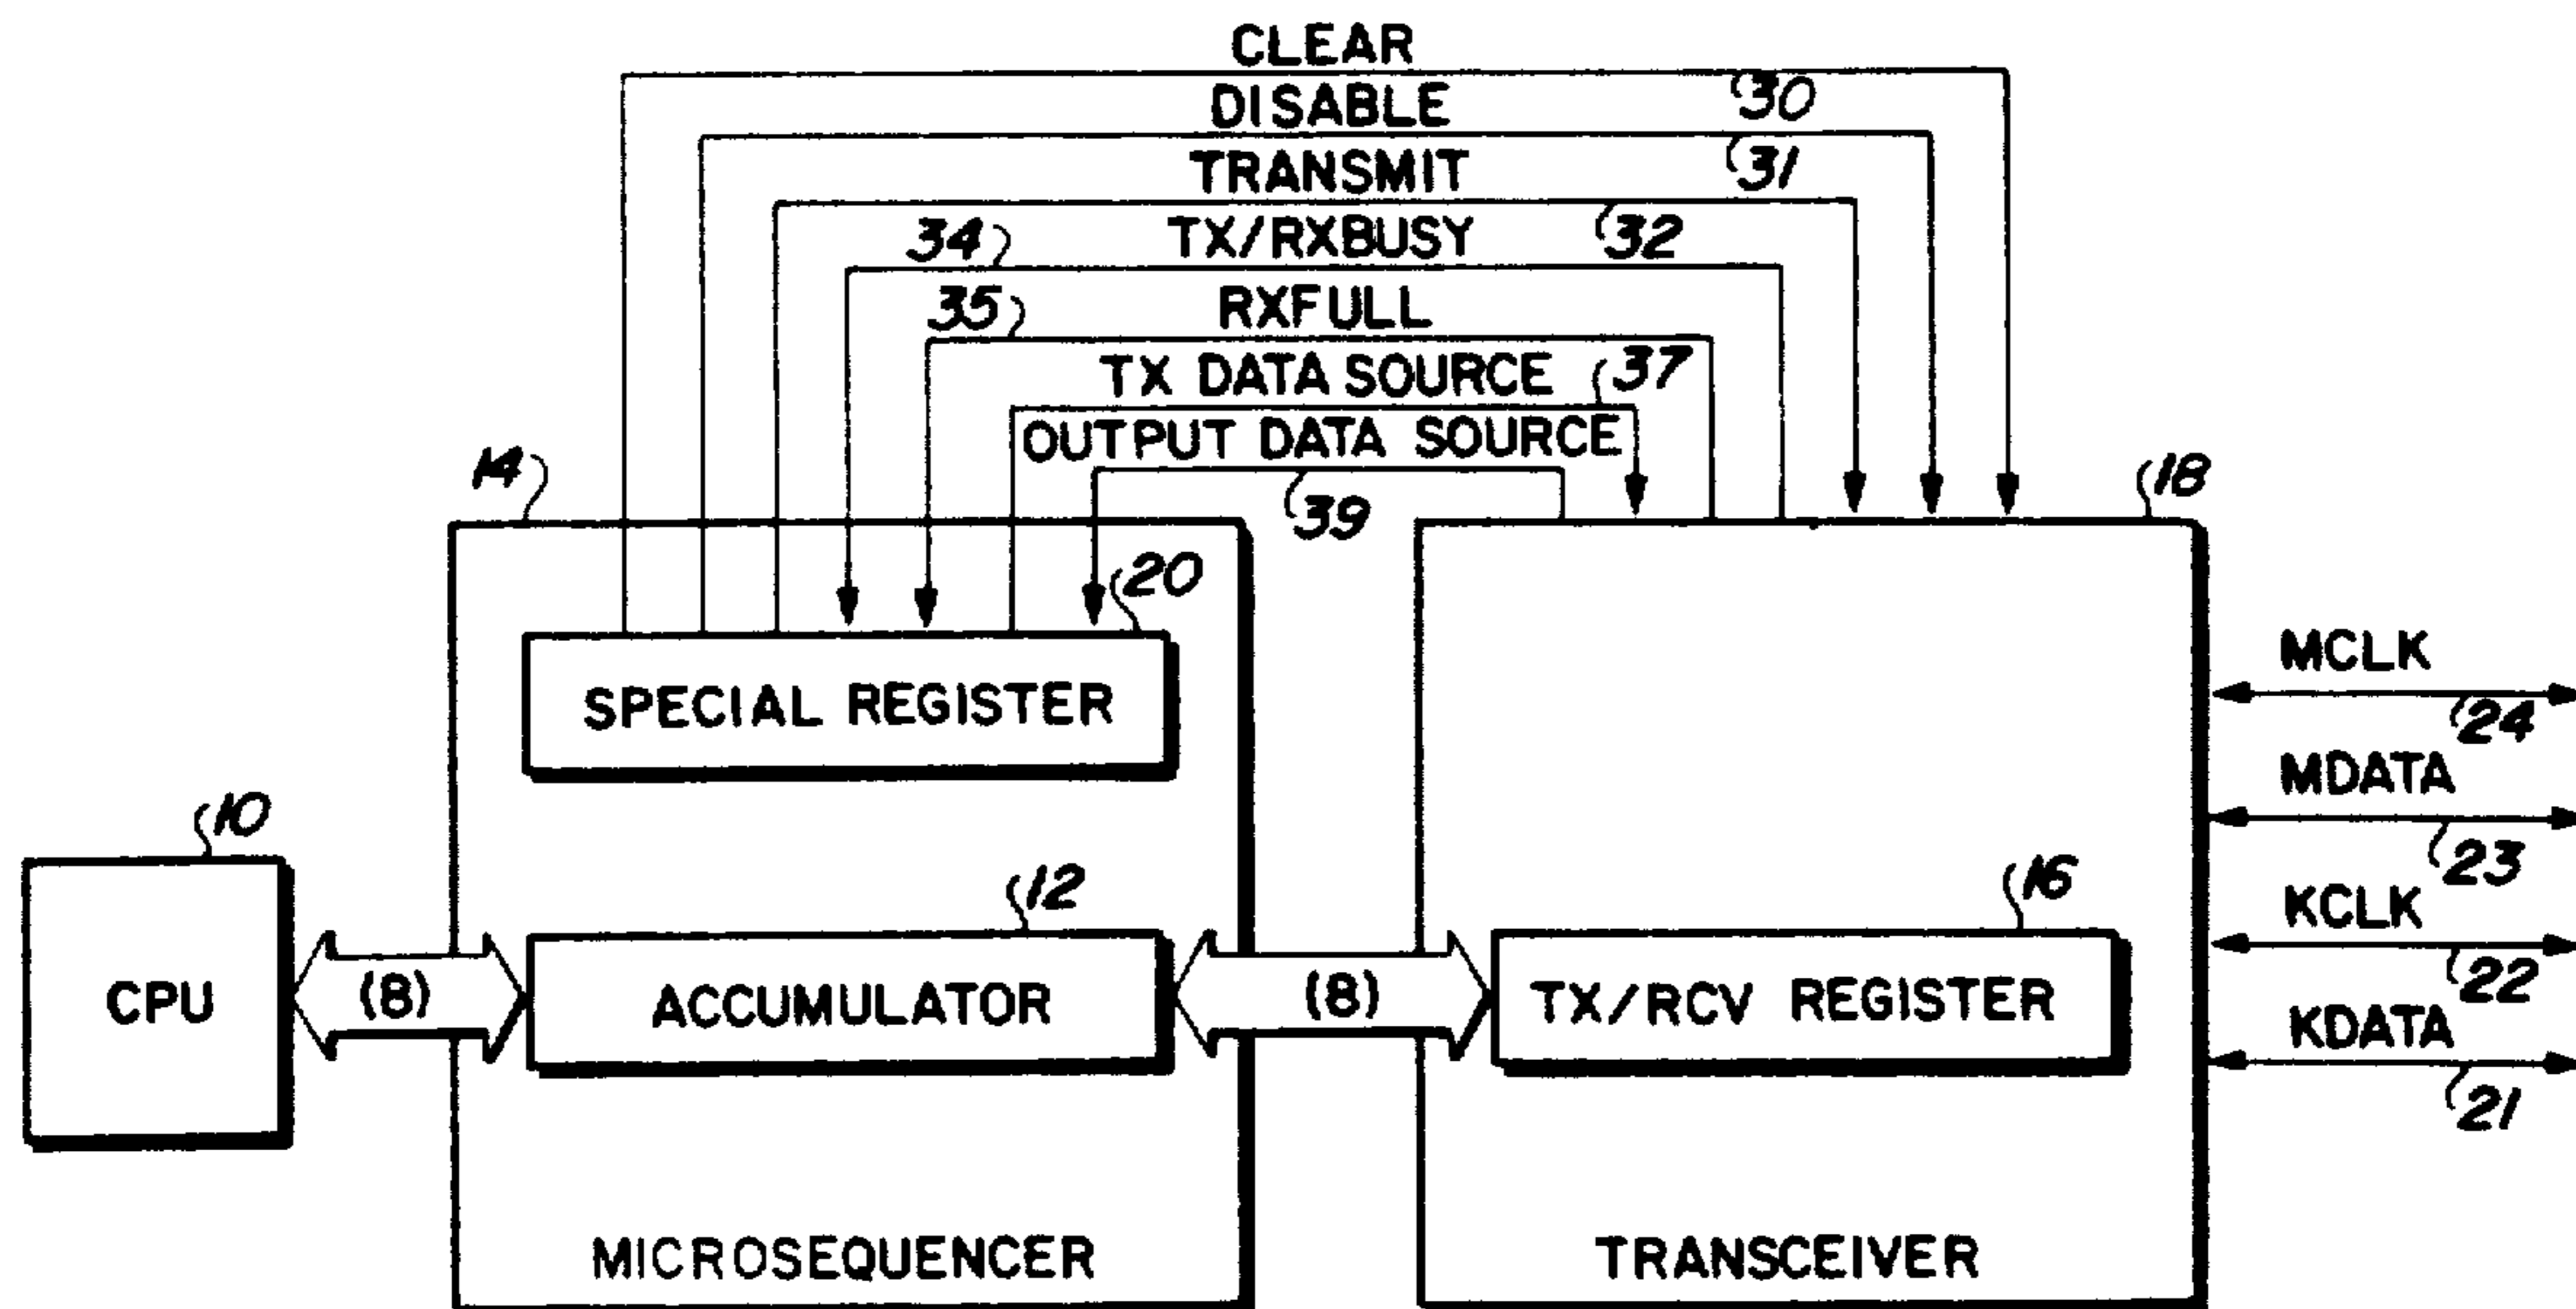 CLEAR
30
DISABLE
31
TRANSMIT
32
34 TX/RXBUSY
35 RXFULL
TX DATA SOURCE 37
OUTPUT DATA SOURCE
39
14
18
20
SPECIAL REGISTER
MCLK
24
MDATA
23
10
CPU
(8)
12
ACCUMULATOR
(8)
16
TX/RCV REGISTER
KCLK
22
KDATA
21
MICROSEQUENCER
TRANSCEIVER